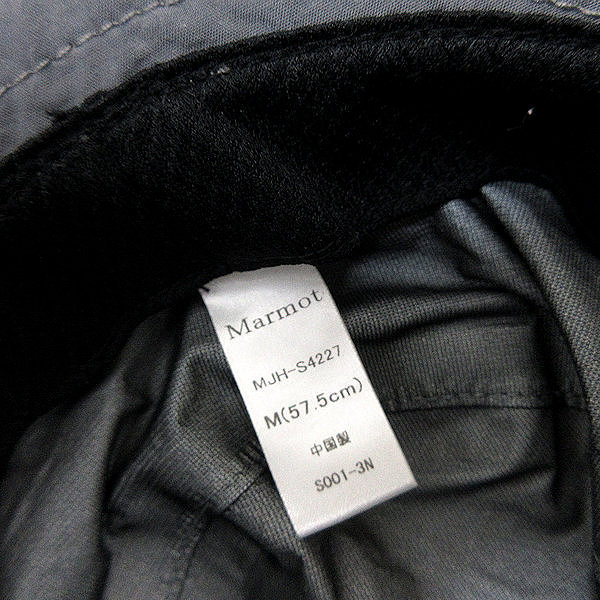 Marmot
MJH-S4227
M(57.5cm)
中国製
S001-3N